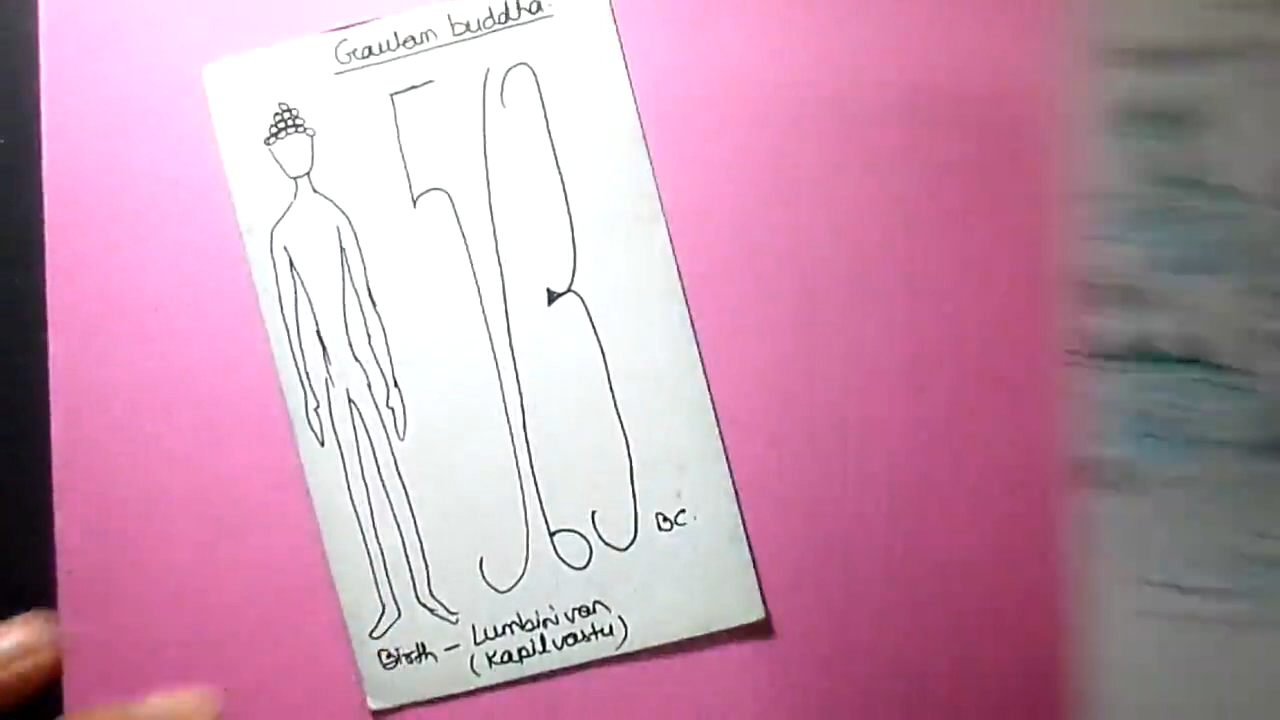 Gautam buddha.
563
BC.
Birth - Lumbini van
(Kapilvastu)